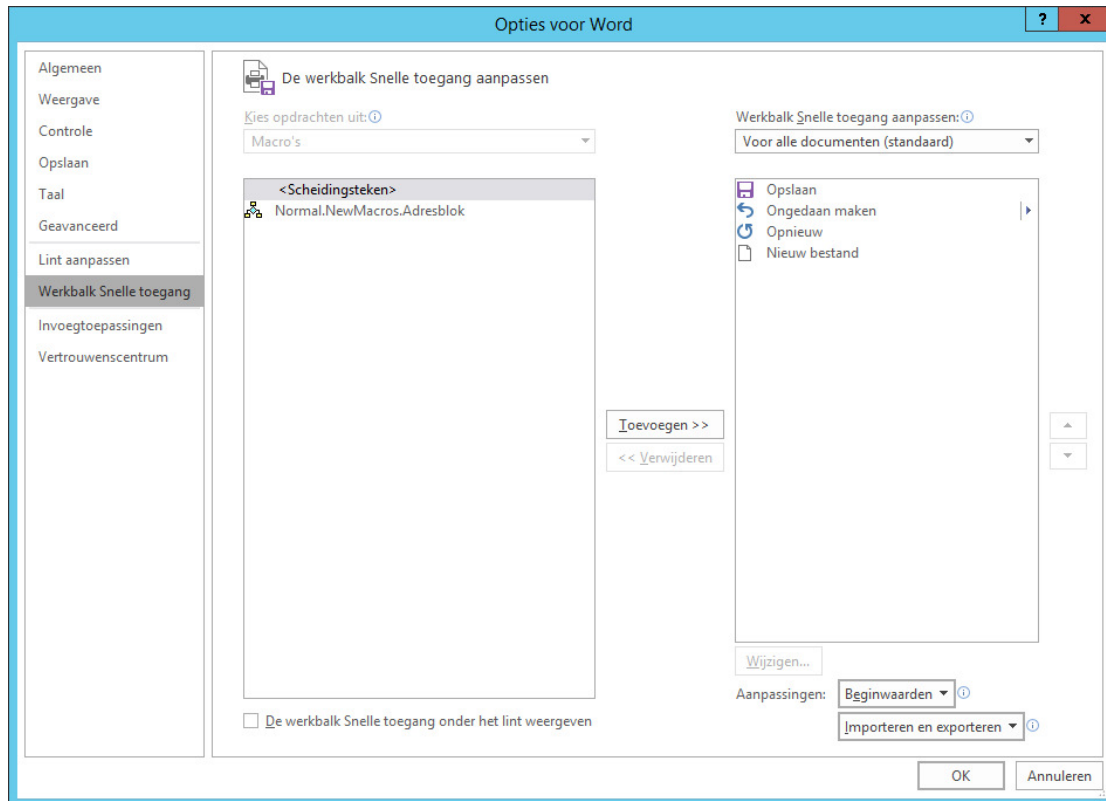 Opties voor Word
? x
Algemeen
Weergave
Controle
Opslaan
Taal
Geavanceerd
Lint aanpassen
Werkbalk Snelle toegang
Invoegtoepassingen
Vertrouwenscentrum
De werkbalk Snelle toegang aanpassen
Kies opdrachten uit:
Macro's
<Scheidingsteken>
Normal.NewMacros.Adresblok
De werkbalk Snelle toegang onder het lint weergeven
Toevoegen >>
<< Verwijderen
Werkbalk Snelle toegang aanpassen:
Voor alle documenten (standaard)
Opslaan
Ongedaan maken
Opnieuw
Nieuw bestand
Wijzigen...
Aanpassingen: Beginwaarden
Importeren en exporteren
OK Annuleren